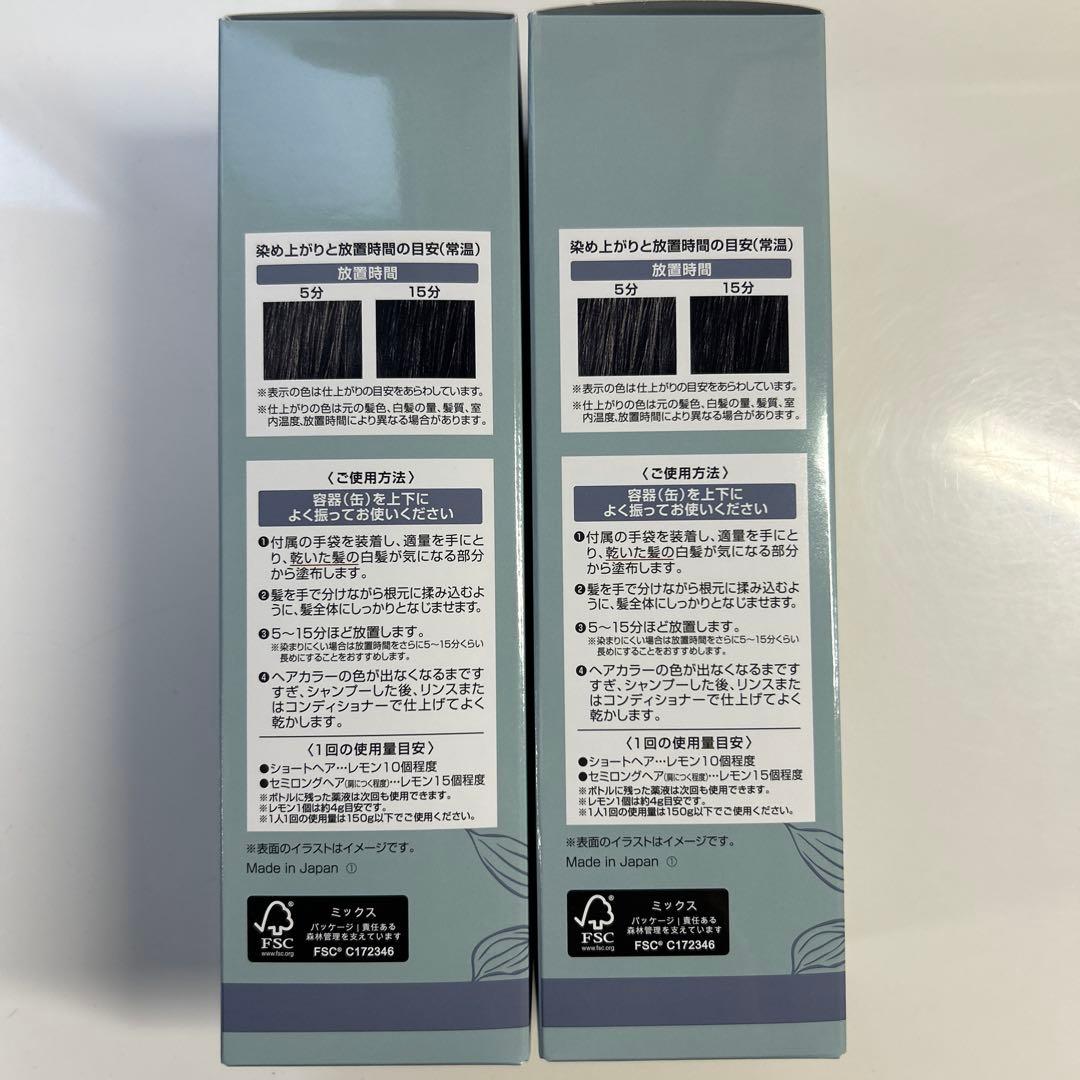 染め上がりと放置時間の目安(常温)
放置時間
5分 15分
※表示の色は仕上がりの目安をあらわしています。
※仕上がりの色は元の髪色、白髪の量、髪質、室
内温度、放置時間により異なる場合があります。
〈ご使用方法〉
容器(缶)を上下に
よく振ってお使いください
❶付属の手袋を装着し、適量を手にと
り、乾いた髪の白髪が気になる部分
から塗布します。
❷髪を手で分けながら根元に揉み込むよ
うに、髪全体にしっかりとなじませます。
❸5〜15分ほど放置します。
※染まりにくい場合は放置時間をさらに5〜15分くらい
長めにすることをおすすめします。
❹ヘアカラーの色が出なくなるまです
すぎ、シャンプーした後、リンスまた
はコンディショナーで仕上げてよく
乾かします。
〈1回の使用量目安〉
●ショートヘア…レモン10個程度
●セミロングヘア(肩につく程度)…レモン15個程度
※ボトルに残った薬液は次回も使用できます。
※レモン1個は約4g目安です。
※1人1回の使用量は150g以下でご使用ください。
※表面のイラストはイメージです。
Made in Japan ①
ミックス
パッケージ|責任ある
森林管理を支えています
FSC® C172346
®
FSC
www.fsc.org
染め上がりと放置時間の目安(常温)
放置時間
5分 15分
※表示の色は仕上がりの目安をあらわしています。
※仕上がりの色は元の髪色、白髪の量、髪質、室
内温度、放置時間により異なる場合があります。
〈ご使用方法〉
容器(缶)を上下に
よく振ってお使いください
❶付属の手袋を装着し、適量を手にと
り、乾いた髪の白髪が気になる部分
から塗布します。
❷髪を手で分けながら根元に揉み込むよ
うに、髪全体にしっかりとなじませます。
❸5〜15分ほど放置します。
※染まりにくい場合は放置時間をさらに5〜15分くらい
長めにすることをおすすめします。
❹ヘアカラーの色が出なくなるまです
すぎ、シャンプーした後、リンスまた
はコンディショナーで仕上げてよく
乾かします。
〈1回の使用量目安〉
●ショートヘア…レモン10個程度
●セミロングヘア(肩につく程度)…レモン15個程度
※ボトルに残った薬液は次回も使用できます。
※レモン1個は約4g目安です。
※1人1回の使用量は150g以下でご使用ください。
※表面のイラストはイメージです。
Made in Japan ①
ミックス
パッケージ|責任ある
森林管理を支えています
FSC® C172346
®
FSC
www.fsc.org